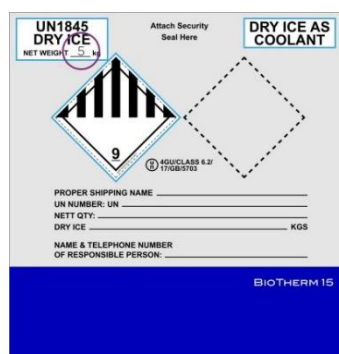 UN1845
DRY ICE
NET WEIGHT 5 kg
Attach Security
Seal Here
DRY ICE AS
COOLANT
9
4GU/CLASS 6.2/
17/GB/5703
PROPER SHIPPING NAME
UN NUMBER: UN
NETT QTY:
DRY ICE KGS
NAME & TELEPHONE NUMBER
OF RESPONSIBLE PERSON:
BIOTHERM 15